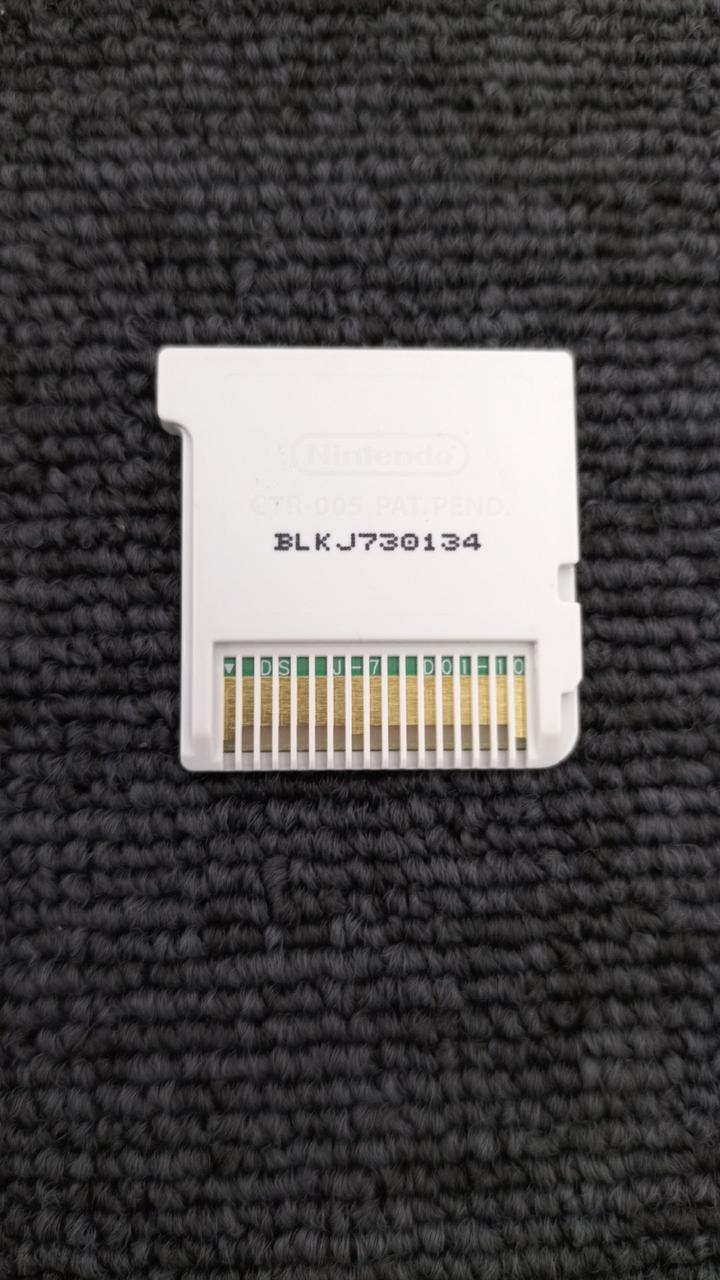 Nintendo
CTR-005 PAT.PEND.
BLKJ730134
▼ DS J-7 D01-10